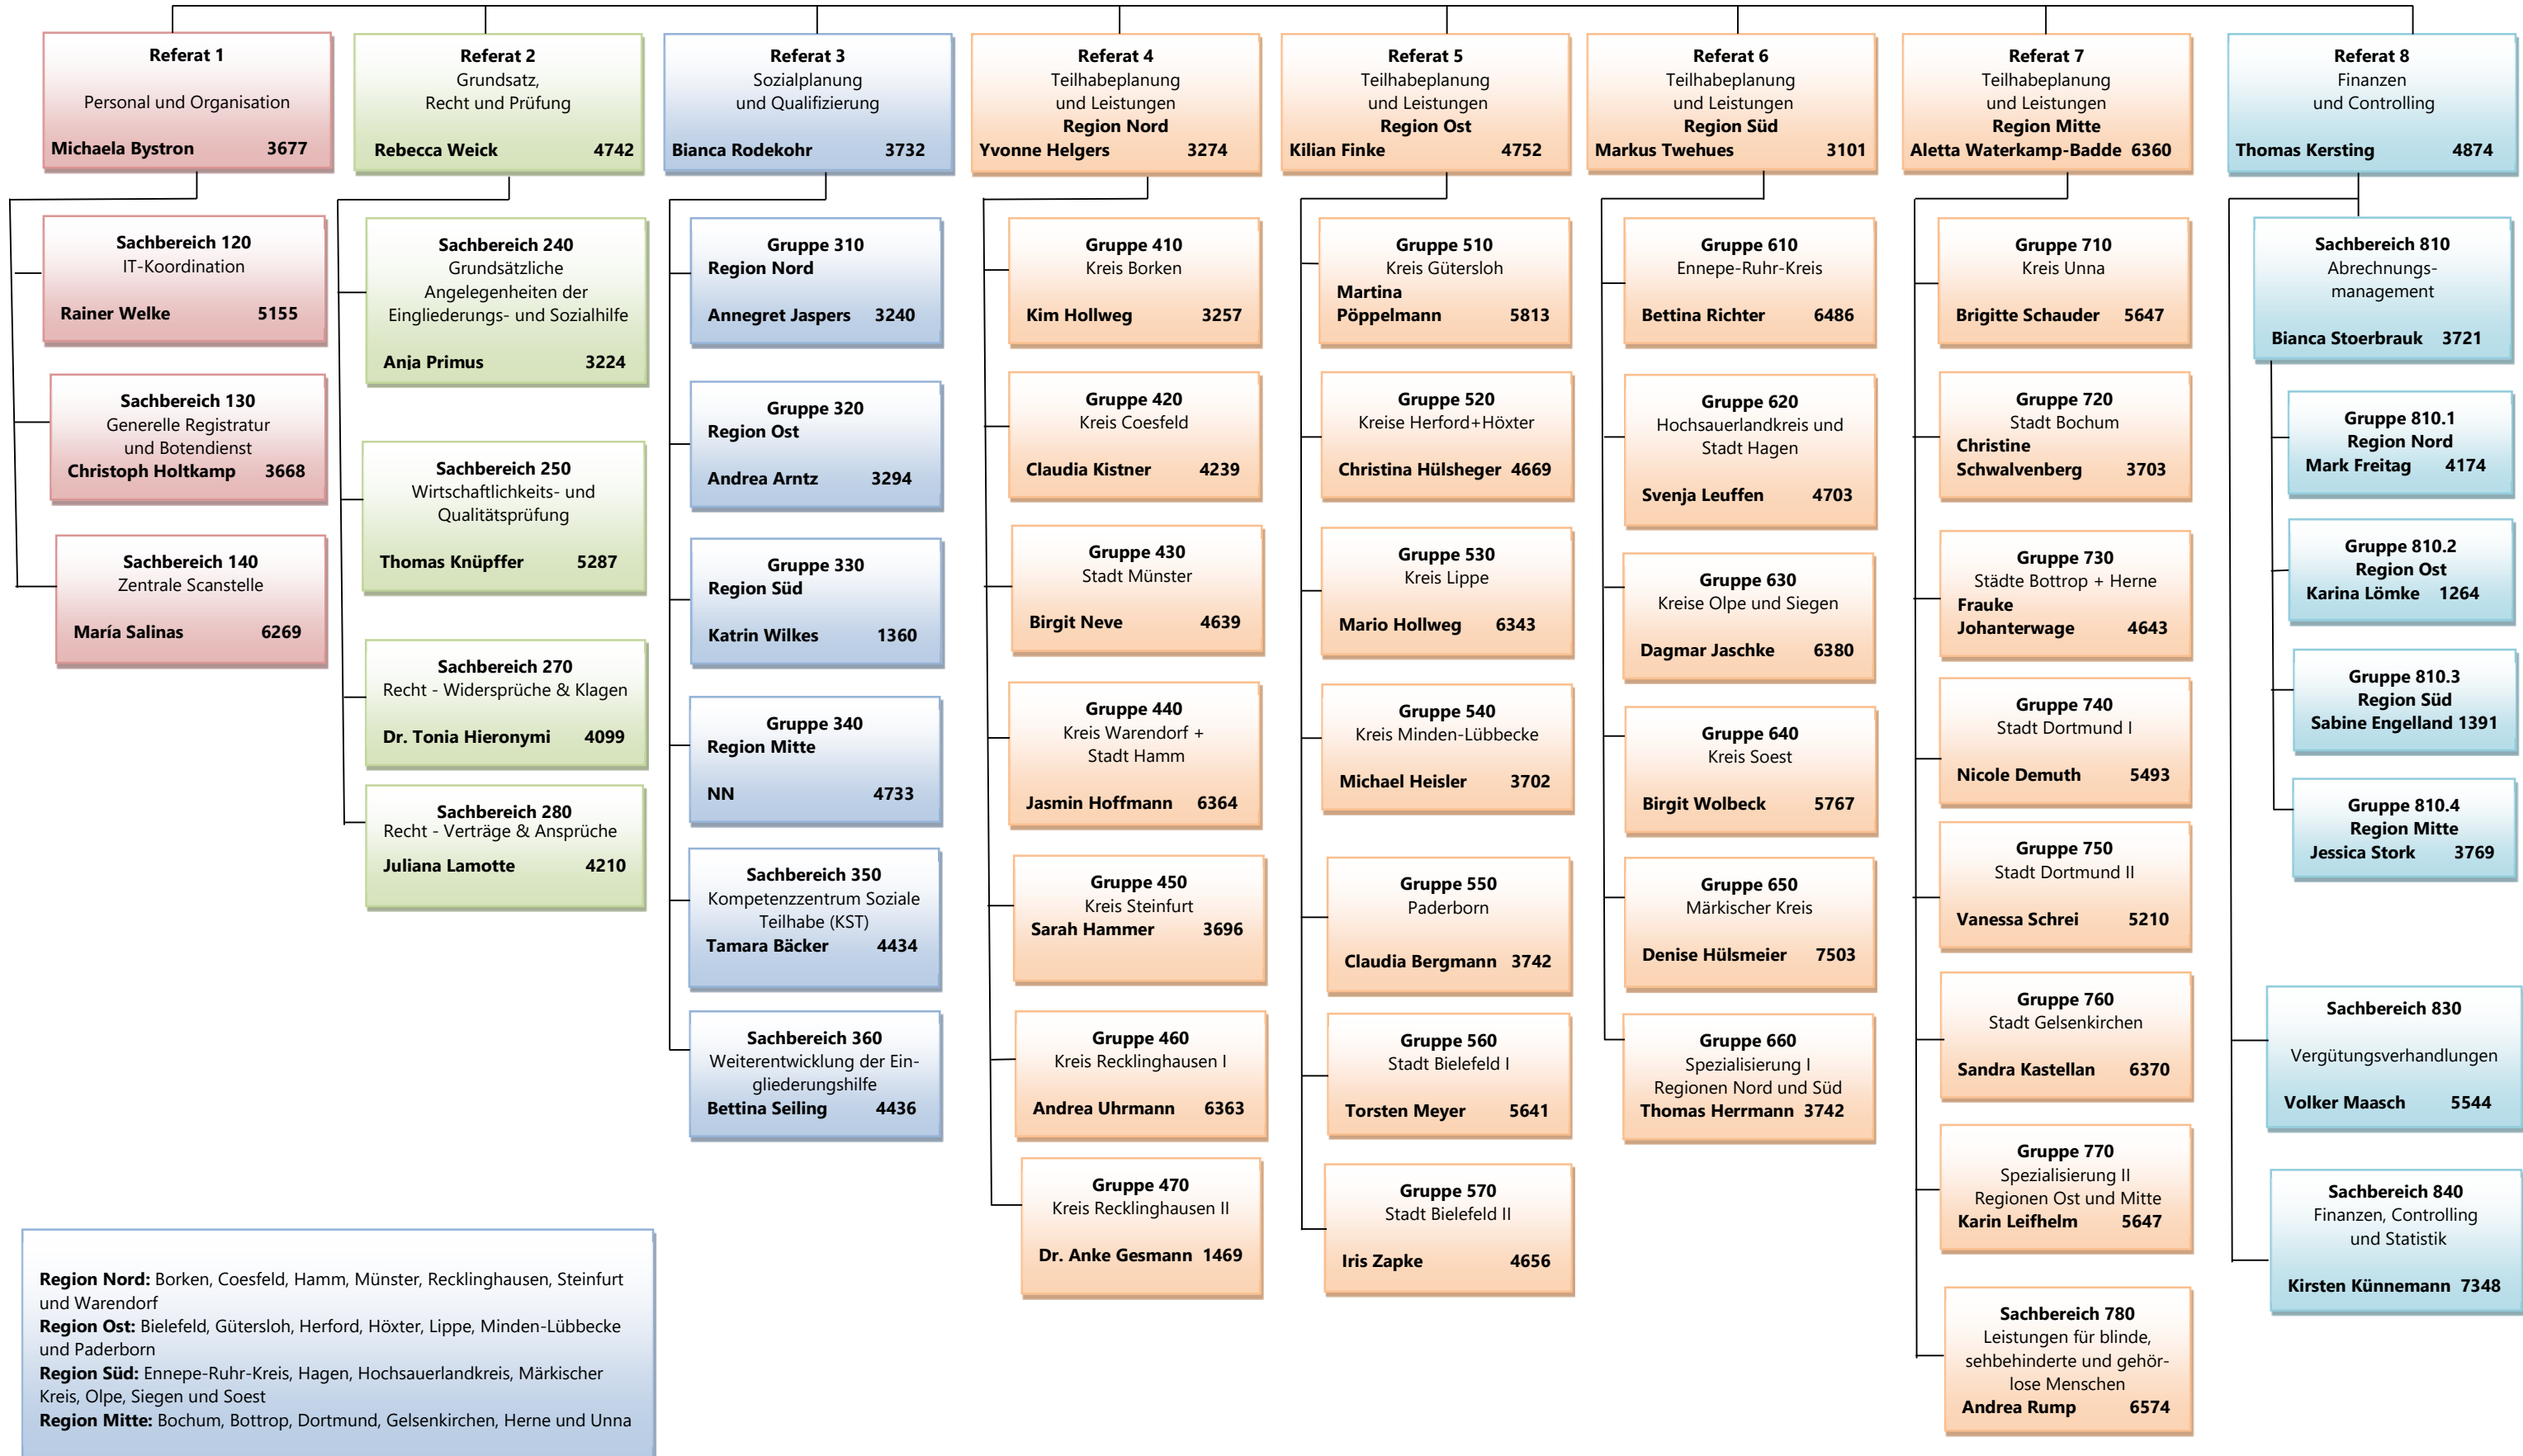 Referat 1
Personal und Organisation
Michaela Bystron 3677
Sachbereich 120
IT-Koordination
Rainer Welke 5155
Sachbereich 130
Generelle Registratur
und Botendienst
Christoph Holtkamp 3668
Sachbereich 140
Zentrale Scanstelle
María Salinas 6269
Referat 2
Grundsatz,
Recht und Prüfung
Rebecca Weick 4742
Sachbereich 240
Grundsätzliche
Angelegenheiten der
Eingliederungs- und Sozialhilfe
Anja Primus 3224
Sachbereich 250
Wirtschaftlichkeits- und
Qualitätsprüfung
Thomas Knüpffer 5287
Sachbereich 270
Recht - Widersprüche & Klagen
Dr. Tonia Hieronymi 4099
Sachbereich 280
Recht - Verträge & Ansprüche
Juliana Lamotte 4210
Referat 3
Sozialplanung
und Qualifizierung
Bianca Rodekohr 3732
Gruppe 310
Region Nord
Annegret Jaspers 3240
Gruppe 320
Region Ost
Andrea Arntz 3294
Gruppe 330
Region Süd
Katrin Wilkes 1360
Gruppe 340
Region Mitte
NN 4733
Sachbereich 350
Kompetenzzentrum Soziale
Teilhabe (KST)
Tamara Bäcker 4434
Sachbereich 360
Weiterentwicklung der Ein-
gliederungshilfe
Bettina Seiling 4436
Referat 4
Teilhabeplanung
und Leistungen
Region Nord
Yvonne Helgers 3274
Gruppe 410
Kreis Borken
Kim Hollweg 3257
Gruppe 420
Kreis Coesfeld
Claudia Kistner 4239
Gruppe 430
Stadt Münster
Birgit Neve 4639
Gruppe 440
Kreis Warendorf +
Stadt Hamm
Jasmin Hoffmann 6364
Gruppe 450
Kreis Steinfurt
Sarah Hammer 3696
Gruppe 460
Kreis Recklinghausen I
Andrea Uhrmann 6363
Gruppe 470
Kreis Recklinghausen II
Dr. Anke Gesmann 1469
Referat 5
Teilhabeplanung
und Leistungen
Region Ost
Kilian Finke 4752
Gruppe 510
Kreis Gütersloh
Martina
Pöppelmann 5813
Gruppe 520
Kreise Herford+Höxter
Christina Hülsheger 4669
Gruppe 530
Kreis Lippe
Mario Hollweg 6343
Gruppe 540
Kreis Minden-Lübbecke
Michael Heisler 3702
Gruppe 550
Paderborn
Claudia Bergmann 3742
Gruppe 560
Stadt Bielefeld I
Torsten Meyer 5641
Gruppe 570
Stadt Bielefeld II
Iris Zapke 4656
Referat 6
Teilhabeplanung
und Leistungen
Region Süd
Markus Twehues 3101
Gruppe 610
Ennepe-Ruhr-Kreis
Bettina Richter 6486
Gruppe 620
Hochsauerlandkreis und
Stadt Hagen
Svenja Leuffen 4703
Gruppe 630
Kreise Olpe und Siegen
Dagmar Jaschke 6380
Gruppe 640
Kreis Soest
Birgit Wolbeck 5767
Gruppe 650
Märkischer Kreis
Denise Hülsmeier 7503
Gruppe 660
Spezialisierung I
Regionen Nord und Süd
Thomas Herrmann 3742
Referat 7
Teilhabeplanung
und Leistungen
Region Mitte
Aletta Waterkamp-Badde 6360
Gruppe 710
Kreis Unna
Brigitte Schauder 5647
Gruppe 720
Stadt Bochum
Christine
Schwalvenberg 3703
Gruppe 730
Städte Bottrop + Herne
Frauke
Johanterwage 4643
Gruppe 740
Stadt Dortmund I
Nicole Demuth 5493
Gruppe 750
Stadt Dortmund II
Vanessa Schrei 5210
Gruppe 760
Stadt Gelsenkirchen
Sandra Kastellan 6370
Gruppe 770
Spezialisierung II
Regionen Ost und Mitte
Karin Leifhelm 5647
Sachbereich 780
Leistungen für blinde,
sehbehinderte und gehör-
lose Menschen
Andrea Rump 6574
Referat 8
Finanzen
und Controlling
Thomas Kersting 4874
Sachbereich 810
Abrechnungs-
management
Bianca Stoerbrauk 3721
Gruppe 810.1
Region Nord
Mark Freitag 4174
Gruppe 810.2
Region Ost
Karina Lömke 1264
Gruppe 810.3
Region Süd
Sabine Engelland 1391
Gruppe 810.4
Region Mitte
Jessica Stork 3769
Sachbereich 830
Vergütungsverhandlungen
Volker Maasch 5544
Sachbereich 840
Finanzen, Controlling
und Statistik
Kirsten Künnemann 7348
Region Nord: Borken, Coesfeld, Hamm, Münster, Recklinghausen, Steinfurt
und Warendorf
Region Ost: Bielefeld, Gütersloh, Herford, Höxter, Lippe, Minden-Lübbecke
und Paderborn
Region Süd: Ennepe-Ruhr-Kreis, Hagen, Hochsauerlandkreis, Märkischer
Kreis, Olpe, Siegen und Soest
Region Mitte: Bochum, Bottrop, Dortmund, Gelsenkirchen, Herne und Unna